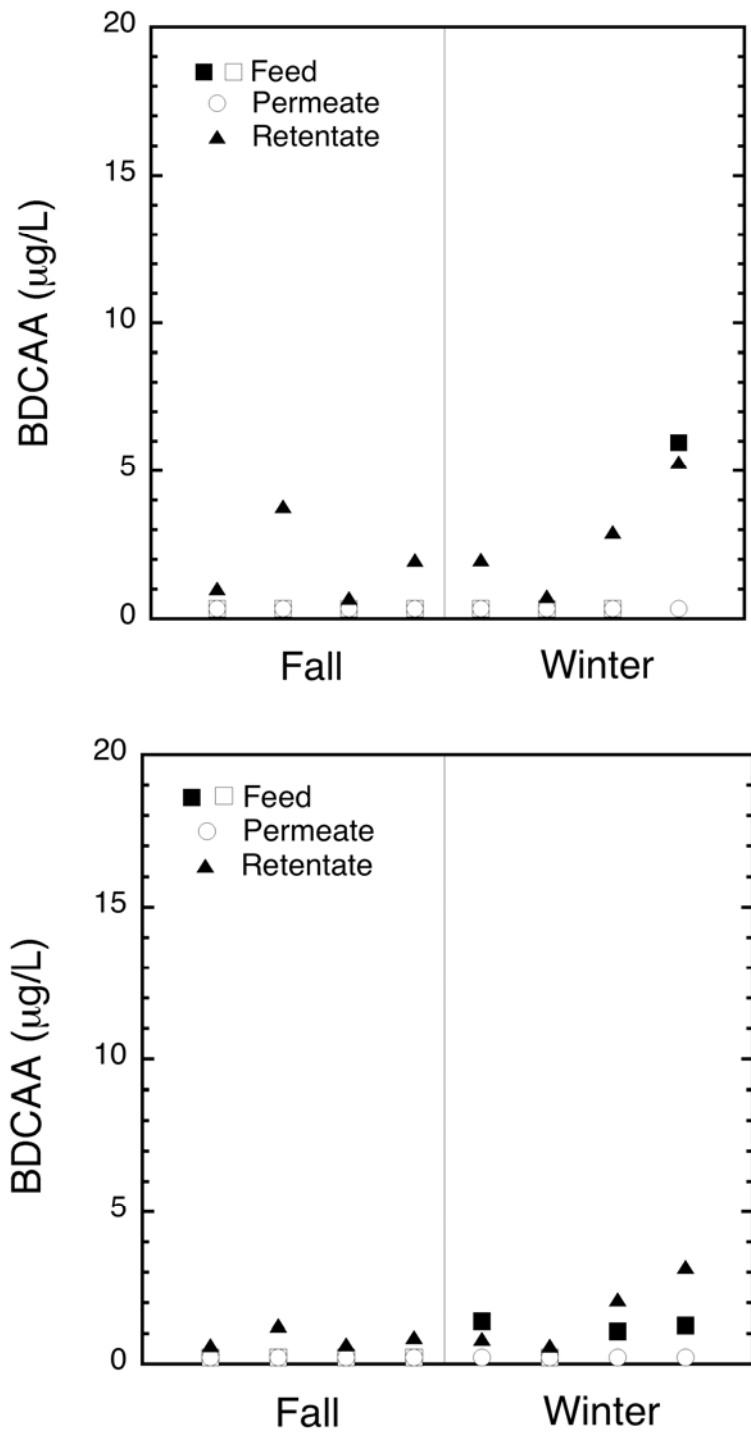 20
15
10
5
0
BDCAA (μg/L)
Feed
Permeate
Retentate
Fall
Winter
20
15
10
5
0
BDCAA (μg/L)
Feed
Permeate
Retentate
Fall
Winter